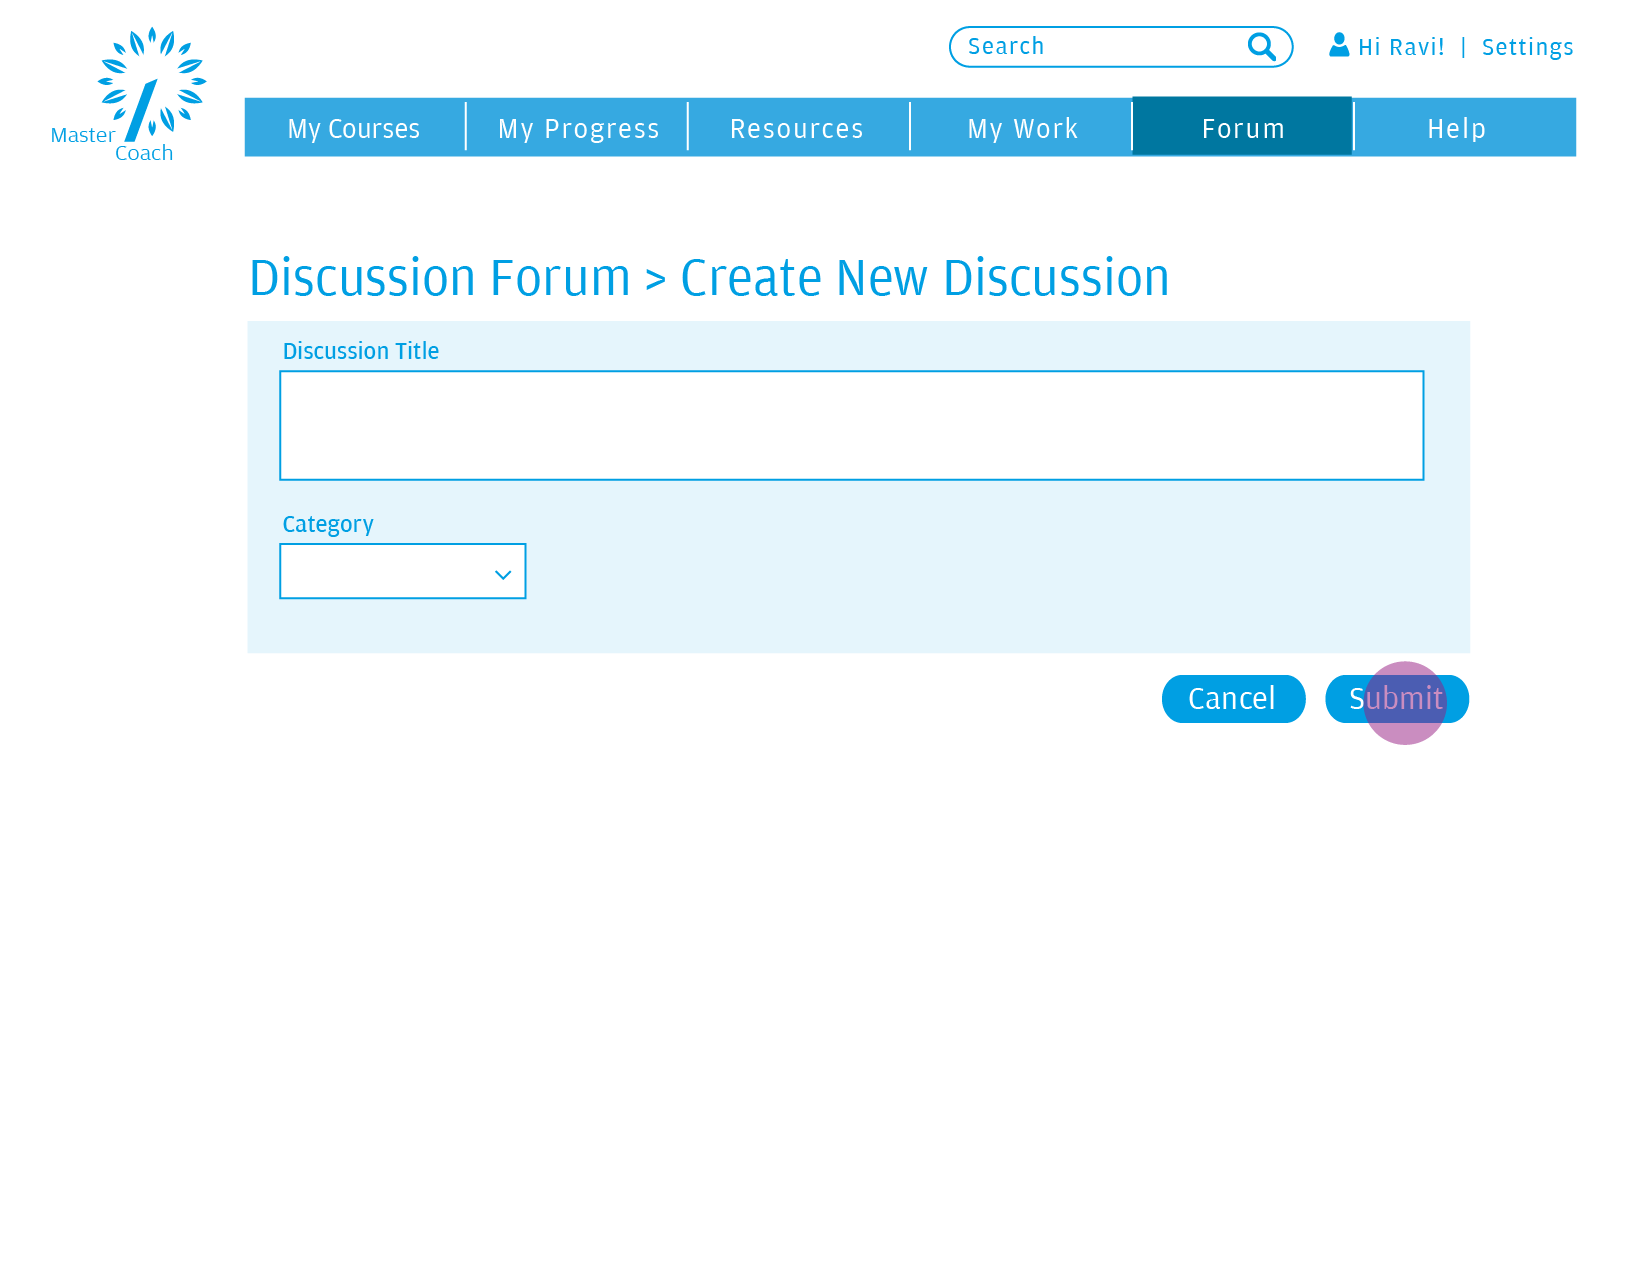 Master
Coach
Search
Hi Ravi! | Settings
My Courses
My Progress
Resources
My Work
Forum
Help
Discussion Forum > Create New Discussion
Discussion Title
Category
Cancel
Submit